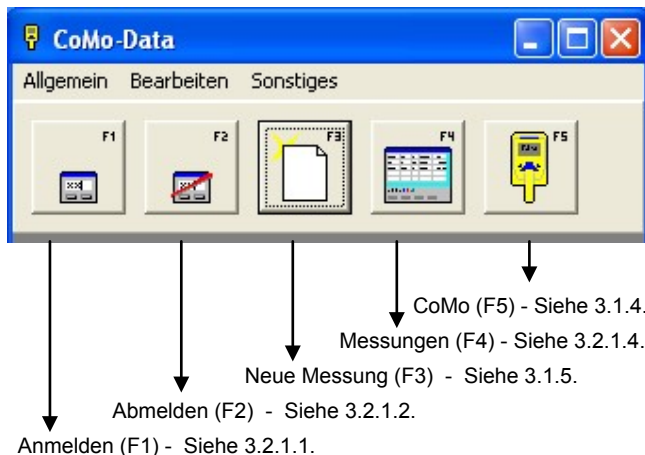 CoMo-Data
Allgemein Bearbeiten Sonstiges
F1 F2 F3 F4 F5
CoMo (F5) - Siehe 3.1.4.
Messungen (F4) - Siehe 3.2.1.4.
Neue Messung (F3) - Siehe 3.1.5.
Abmelden (F2) - Siehe 3.2.1.2.
Anmelden (F1) - Siehe 3.2.1.1.